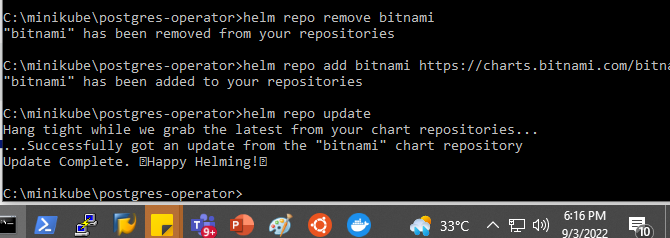 C:\minikube\postgres-operator>helm repo remove bitnami
"bitnami" has been removed from your repositories
C:\minikube\postgres-operator>helm repo add bitnami https://charts.bitnami.com/bitna
"bitnami" has been added to your repositories
C:\minikube\postgres-operator>helm repo update
Hang tight while we grab the latest from your chart repositories...
...Successfully got an update from the "bitnami" chart repository
Update Complete. ⍰Happy Helming!⍰
C:\minikube\postgres-operator>
9+
33°C
6:16 PM
9/3/2022
10